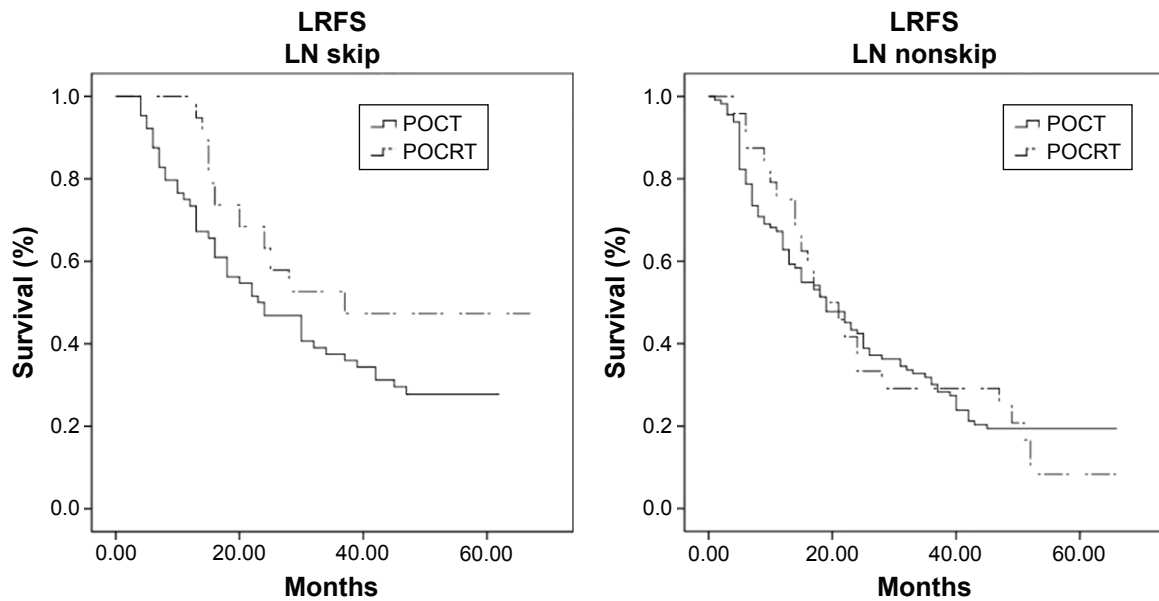 LRFS
LN skip
POCT
POCRT
1.0
0.8
0.6
0.4
0.2
0.0
Survival (%)
0.00 20.00 40.00 60.00
Months
LRFS
LN nonskip
POCT
POCRT
1.0
0.8
0.6
0.4
0.2
0.0
Survival (%)
0.00 20.00 40.00 60.00
Months